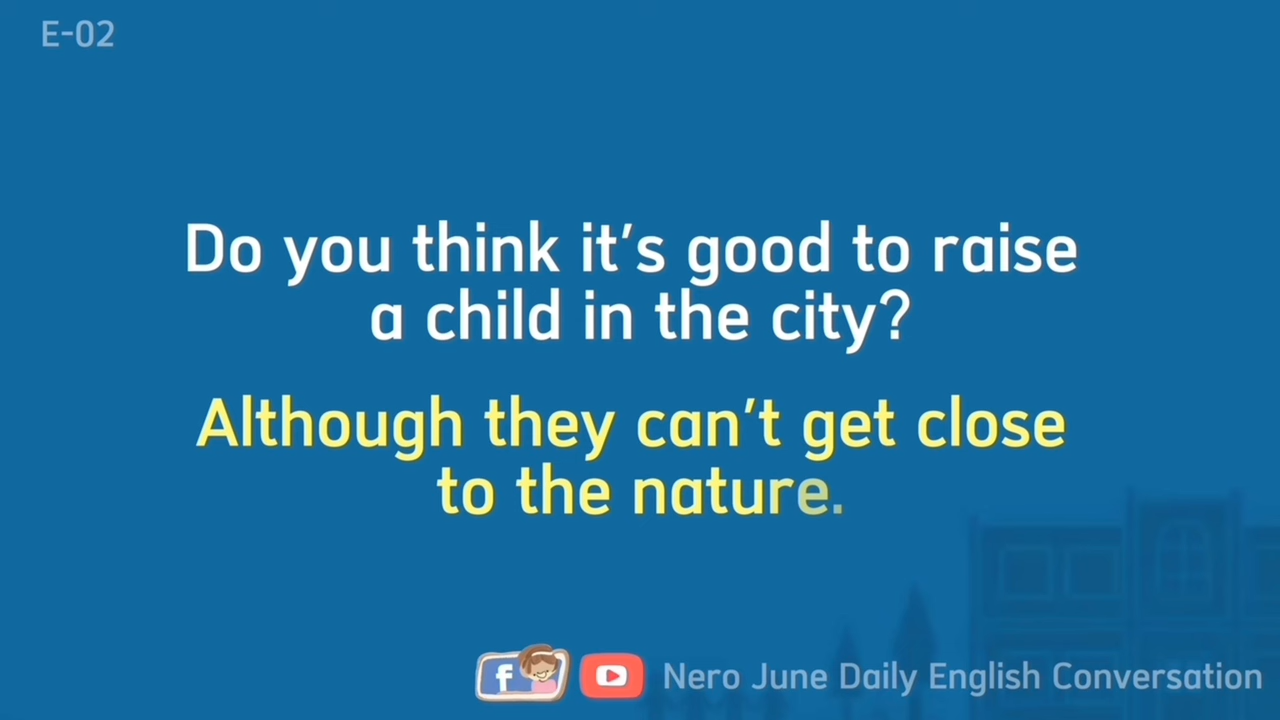 E-02
Do you think it's good to raise
a child in the city?
Although they can't get close
to the nature.
f
Nero June Daily English Conversation